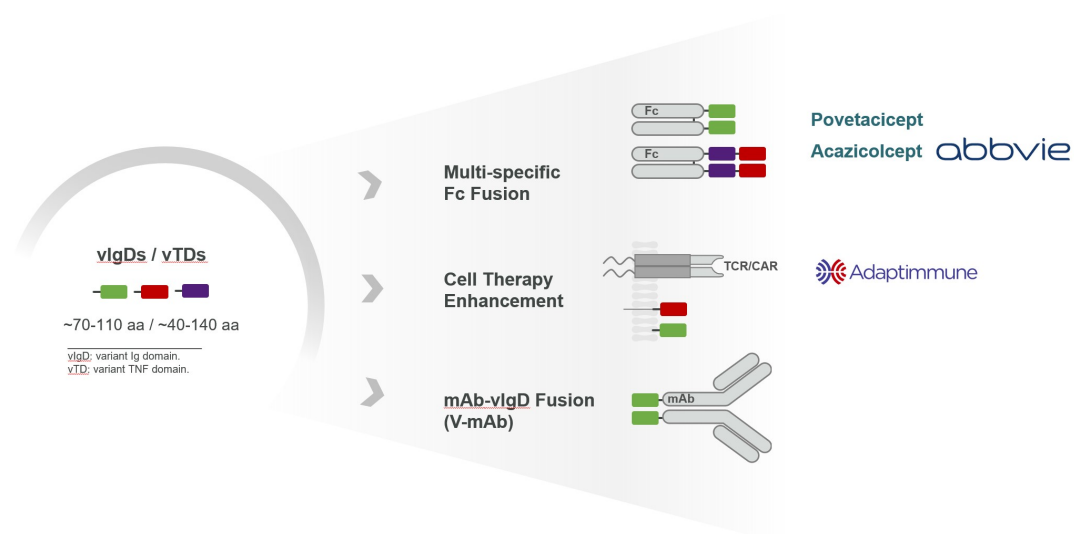 vIgDs / vTDs
~70-110 aa / ~40-140 aa
vIgD: variant Ig domain.
vTD: variant TNF domain.
Multi-specific
Fc Fusion
Fc
Fc
Povetacicept
Acazicolcept abbvie
Cell Therapy
Enhancement
TCR/CAR
Adaptimmune
mAb-vIgD Fusion
(V-mAb)
mAb